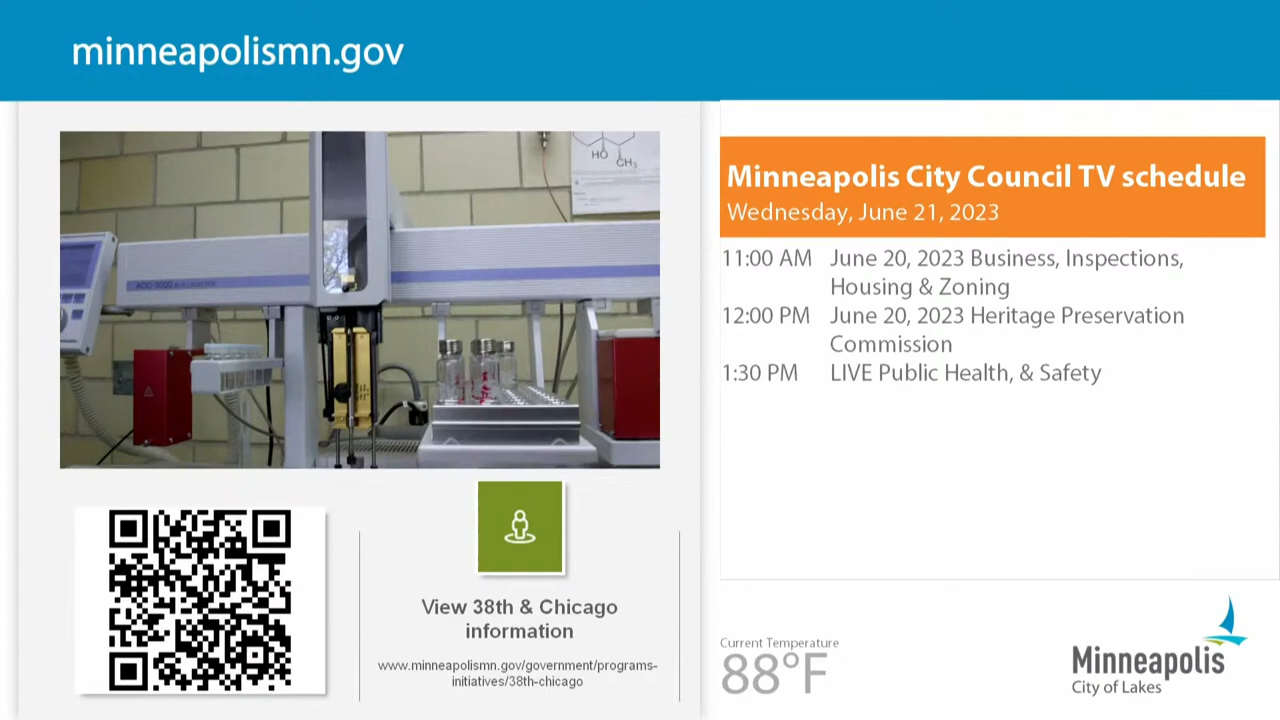 minneapolismn.gov
HO
CH3
Minneapolis City Council TV schedule
Wednesday, June 21, 2023
11:00 AM June 20, 2023 Business, Inspections,
Housing & Zoning
12:00 PM June 20, 2023 Heritage Preservation
Commission
1:30 PM LIVE Public Health, & Safety
View 38th & Chicago
information
www.minneapolismn.gov/government/programs-
initiatives/38th-chicago
Current Temperature
88°F
Minneapolis
City of Lakes